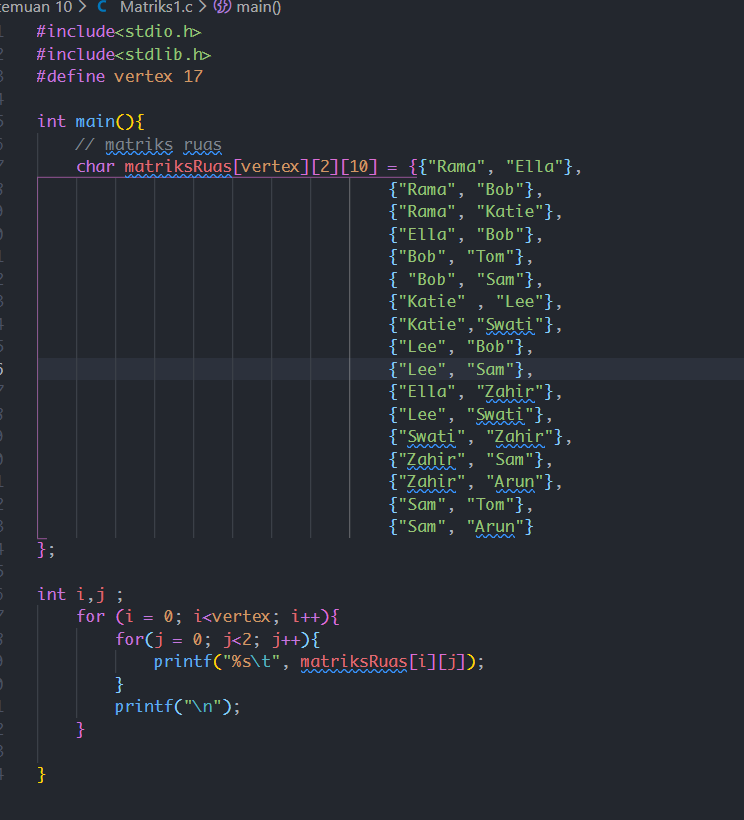 temuan 10 > C Matriks1.c > main()
#include<stdio.h>
#include<stdlib.h>
#define vertex 17
int main(){
// matriks ruas
char matriksRuas[vertex][2][10] = {{"Rama", "Ella"},
{"Rama", "Bob"},
{"Rama", "Katie"},
{"Ella", "Bob"},
{"Bob", "Tom"},
{ "Bob", "Sam"},
{"Katie" , "Lee"},
{"Katie","Swati"},
{"Lee", "Bob"},
{"Lee", "Sam"},
{"Ella", "Zahir"},
{"Lee", "Swati"},
{"Swati", "Zahir"},
{"Zahir", "Sam"},
{"Zahir", "Arun"},
{"Sam", "Tom"},
{"Sam", "Arun"}
};
int i,j ;
for (i = 0; i<vertex; i++){
for(j = 0; j<2; j++){
printf("%s\t", matriksRuas[i][j]);
}
printf("\n");
}
}